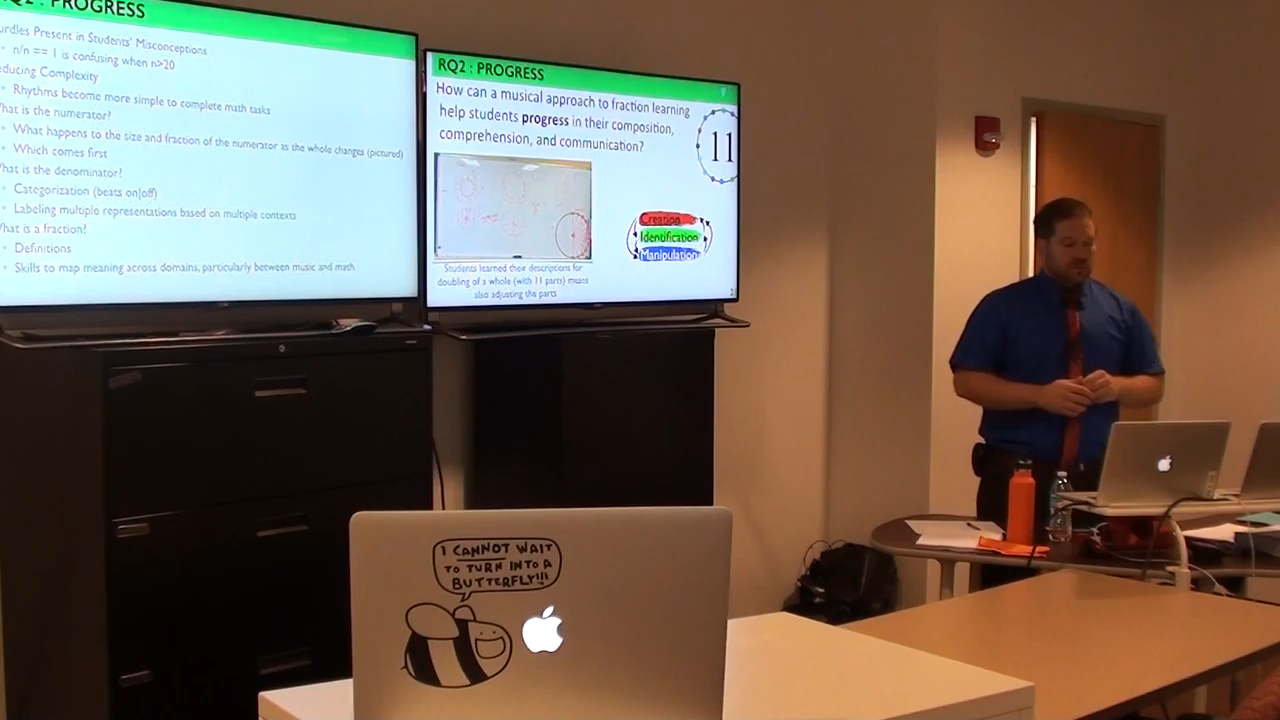 RQ2 : PROGRESS
urdles Present in Students' Misconceptions
n/n == 1 is confusing when n>20
educing Complexity
Rhythms become more simple to complete math tasks
hat is the numerator?
What happens to the size and fraction of the numerator as the whole changes (pictured)
Which comes first
hat is the denominator?
Categorization (beats on|off)
Labeling multiple representations based on multiple contexts
hat is a fraction?
Definitions
Skills to map meaning across domains, particularly between music and math
RQ2 : PROGRESS
How can a musical approach to fraction learning
help students progress in their composition,
comprehension, and communication?
11
Creation
Identification
Manipulation
Students learned their descriptions for
doubling of a whole (with 11 parts) means
also adjusting the parts
I CANNOT WAIT
TO TURN INTO A
BUTTERFLY!!!